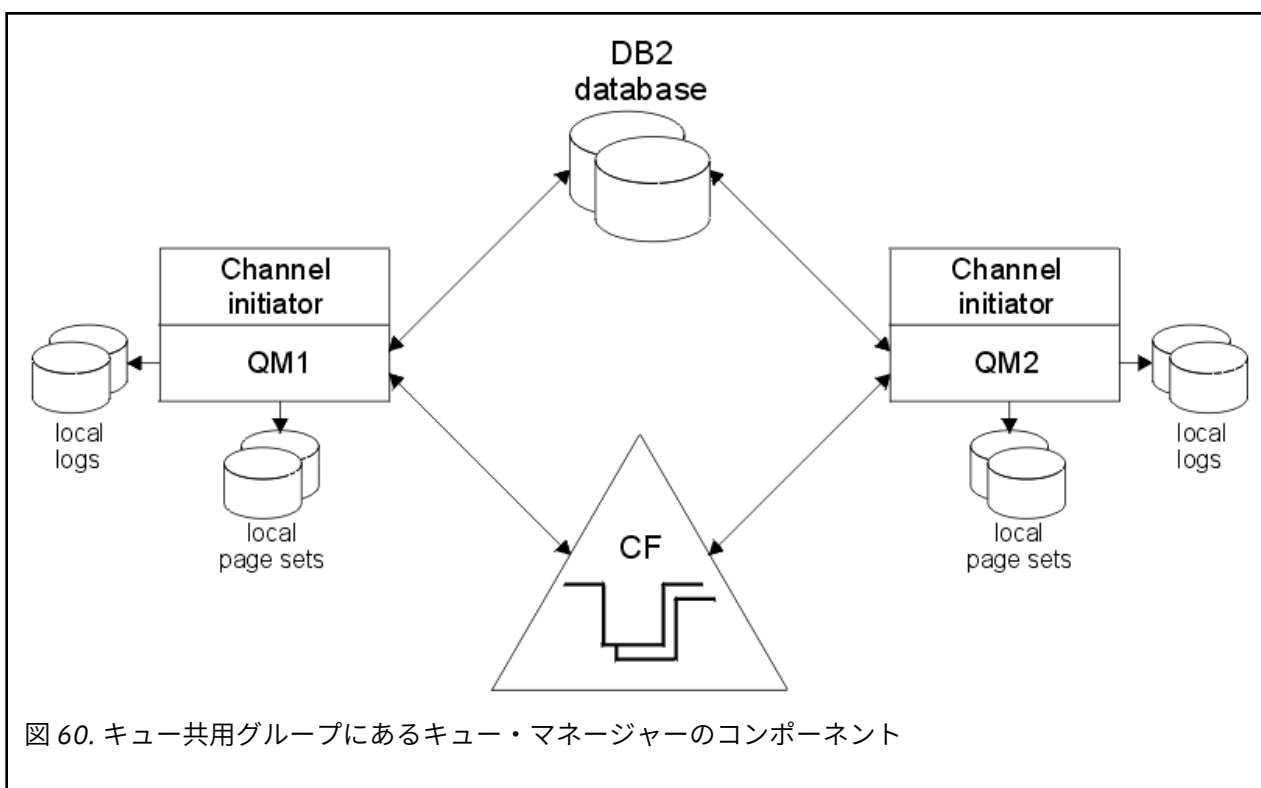 DB2
database
Channel
initiator
QM1
local
logs
local
page sets
Channel
initiator
QM2
local
logs
local
page sets
CF
図 60. キュー共用グループにあるキュー・マネージャーのコンポーネント